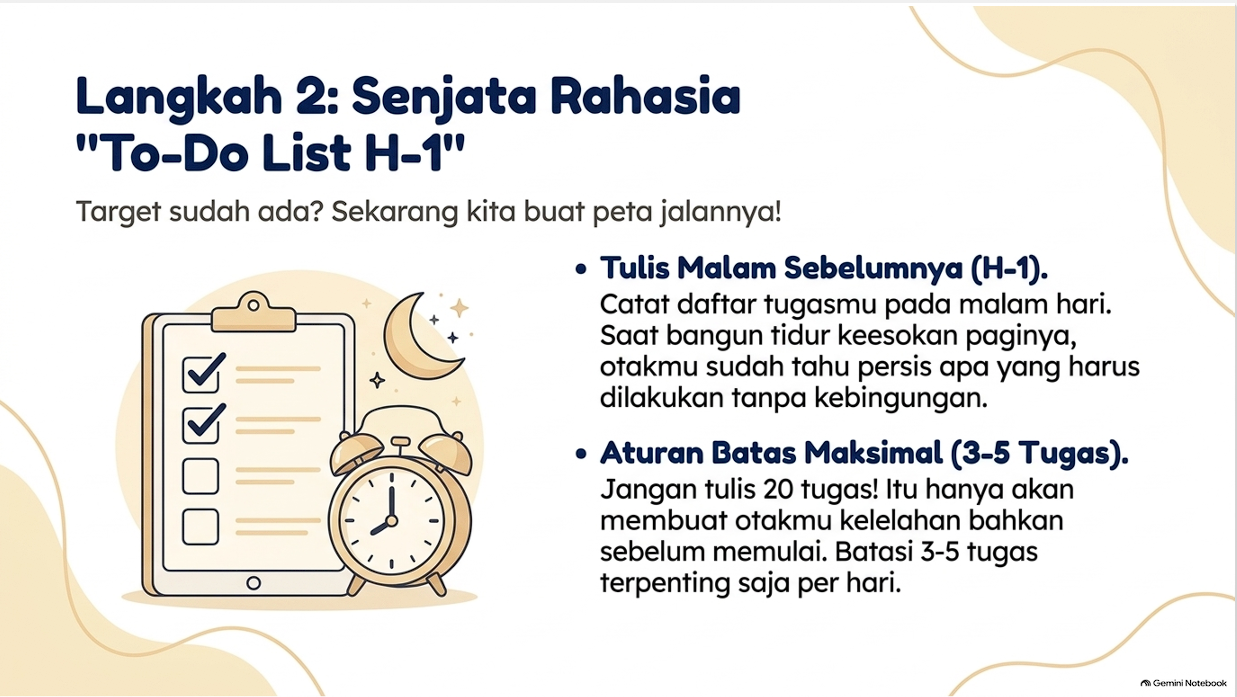 Langkah 2: Senjata Rahasia
"To-Do List H-1"
Target sudah ada? Sekarang kita buat peta jalannya!
• Tulis Malam Sebelumnya (H-1).
Catat daftar tugasmu pada malam hari.
Saat bangun tidur keesokan paginya,
otakmu sudah tahu persis apa yang harus
dilakukan tanpa kebingungan.
• Aturan Batas Maksimal (3-5 Tugas).
Jangan tulis 20 tugas! Itu hanya akan
membuat otakmu kelelahan bahkan
sebelum memulai. Batasi 3-5 tugas
terpenting saja per hari.
Gemini Notebook